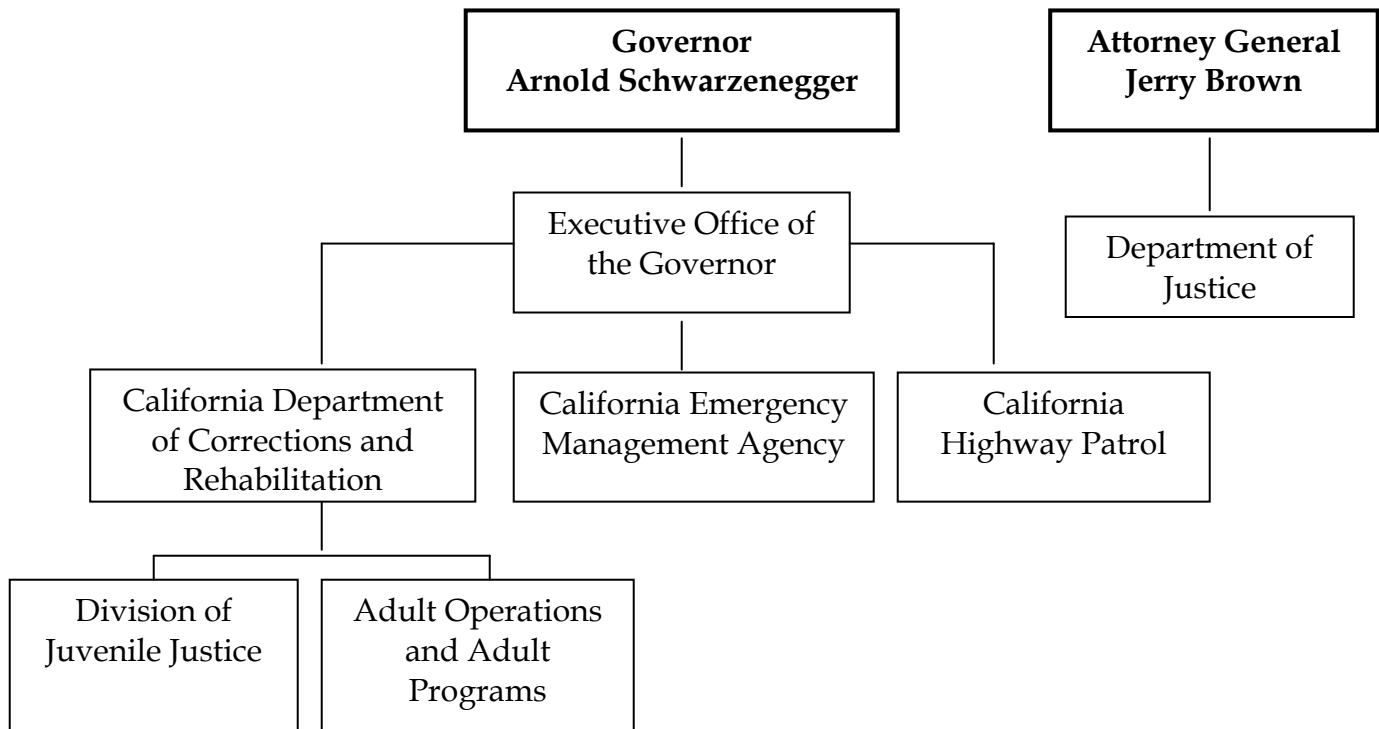 Governor
Arnold Schwarzenegger
Attorney General
Jerry Brown
Executive Office of
the Governor
Department of
Justice
California Department
of Corrections and
Rehabilitation
California Emergency
Management Agency
California
Highway Patrol
Division of
Juvenile Justice
Adult Operations
and Adult
Programs